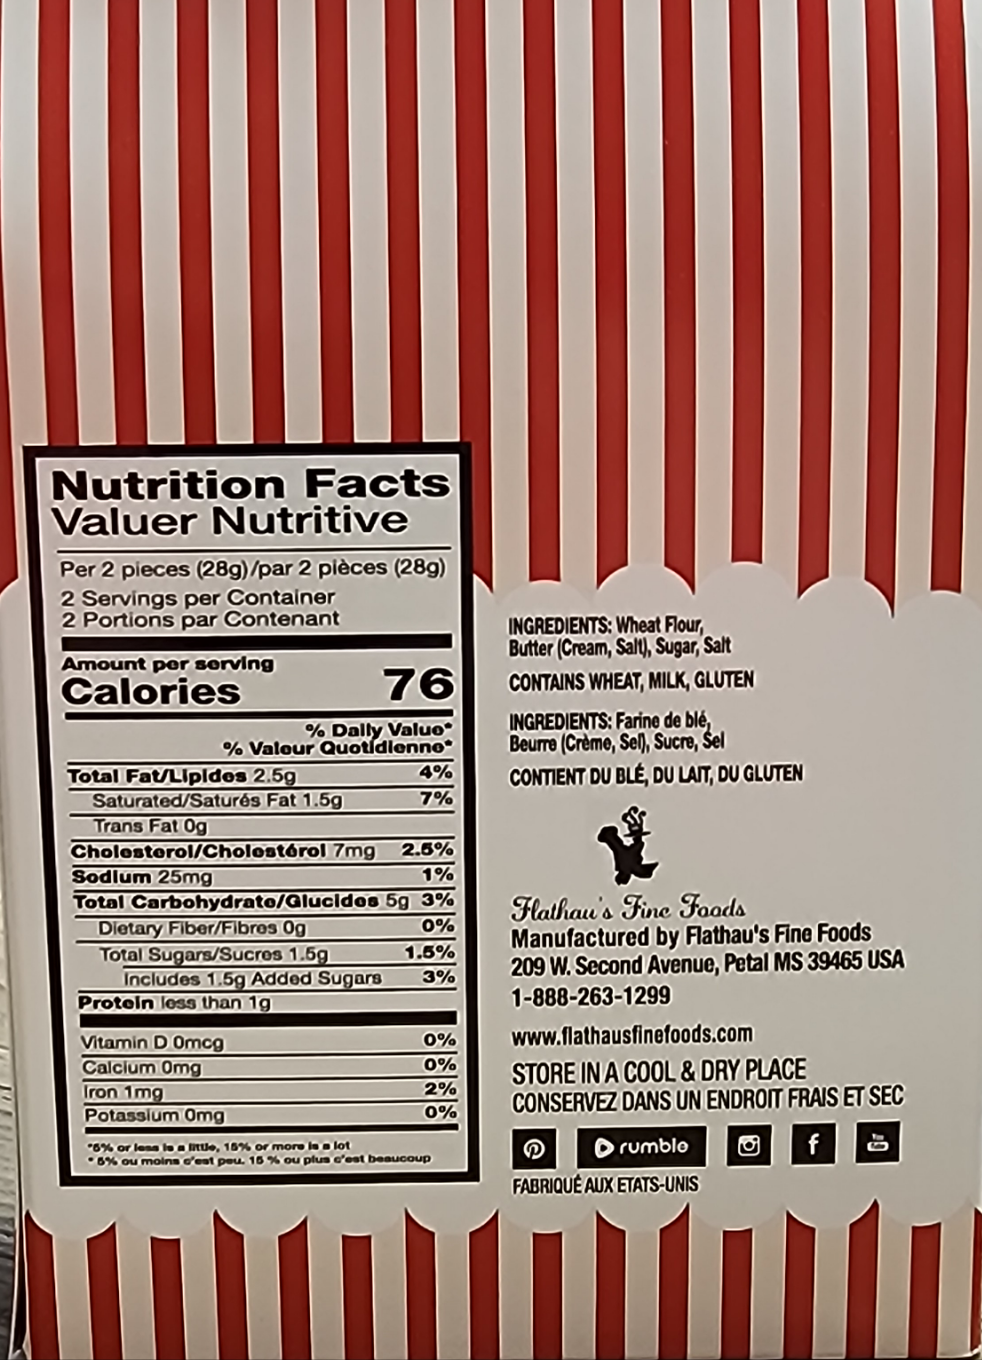 Nutrition Facts
Valuer Nutritive
Per 2 pieces (28g)/par 2 pièces (28g)
2 Servings per Container
2 Portions par Contenant
Amount per serving
Calories 76
% Daily Value*
% Valeur Quotidienne*
Total Fat/Lipides 2.5g 4%
Saturated/Saturés Fat 1.5g 7%
Trans Fat 0g
Cholesterol/Cholestérol 7mg 2.5%
Sodium 25mg 1%
Total Carbohydrate/Glucides 5g 3%
Dietary Fiber/Fibres 0g 0%
Total Sugars/Sucres 1.5g 1.5%
Includes 1.5g Added Sugars 3%
Protein less than 1g
Vitamin D 0mcg 0%
Calcium 0mg 0%
Iron 1mg 2%
Potassium 0mg 0%
*5% or less is a little, 15% or more is a lot
* 5% ou moins c'est peu. 15 % ou plus c'est beaucoup
INGREDIENTS: Wheat Flour,
Butter (Cream, Salt), Sugar, Salt
CONTAINS WHEAT, MILK, GLUTEN
INGREDIENTS: Farine de blé,
Beurre (Crème, Sel), Sucre, Sel
CONTIENT DU BLÉ, DU LAIT, DU GLUTEN
Flathau's Fine Foods
Manufactured by Flathau's Fine Foods
209 W. Second Avenue, Petal MS 39465 USA
1-888-263-1299
www.flathausfinefoods.com
STORE IN A COOL & DRY PLACE
CONSERVEZ DANS UN ENDROIT FRAIS ET SEC
rumble
f
You
Tube
FABRIQUÉ AUX ETATS-UNIS